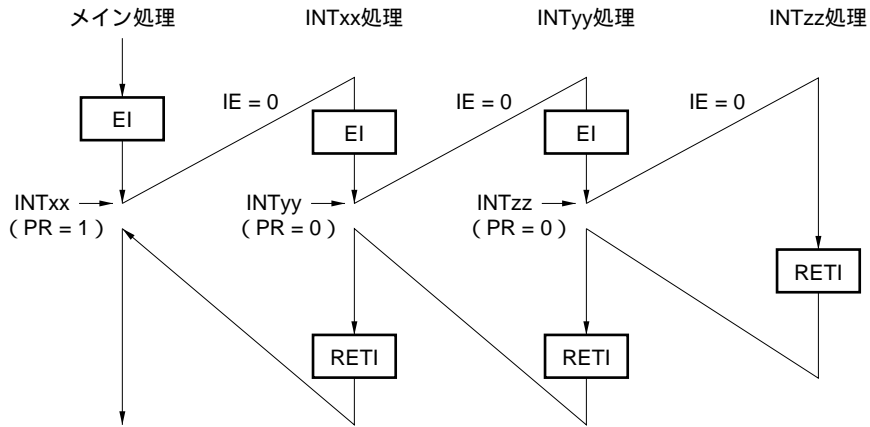 メイン処理 INTxx処理 INTyy処理 INTzz処理
IE = 0 IE = 0 IE = 0
EI EI EI
INTxx INTyy INTzz
（PR = 1） （PR = 0） （PR = 0）
RETI
RETI RETI